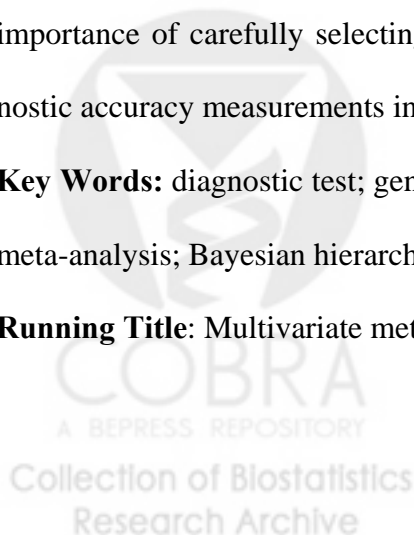 importance of carefully selecting
nostic accuracy measurements in
Key Words: diagnostic test; gen
meta-analysis; Bayesian hierarch
Running Title: Multivariate met
COBRA
A BEPRESS REPOSITORY
Collection of Biostatistics
Research Archive